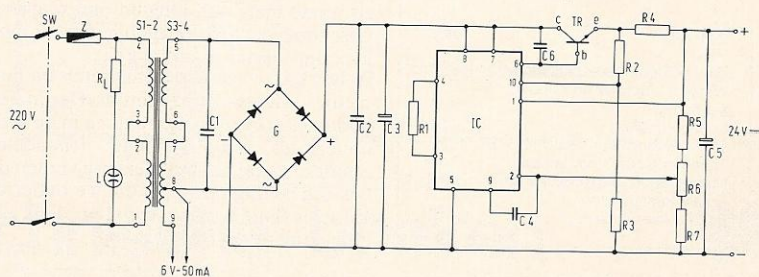 SW
Z
S1-2 S3-4
4
5
R L
220 V
~
3
2
6
7
L
8
1
9
6 V-50 mA
C1
~
G
-
+
~
C2
C3
R1
4
3
8
7
IC
5
9
6
10
1
2
C4
C6
c
TR
e
b
R2
R4
R3
R5
R6
R7
C5
+
24V—
-